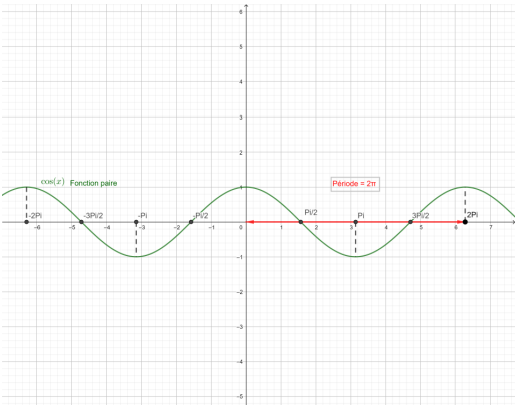 6
5
4
3
2
cos(x) Fonction paire
Période = 2π
1
-2Pi
-3Pi/2
-Pi
-Pi/2
Pi/2
Pi
3Pi/2
2Pi
-6 -5 -4 -3 -2 -1 0 1 2 3 4 5 6 7
-1
-2
-3
-4
-5